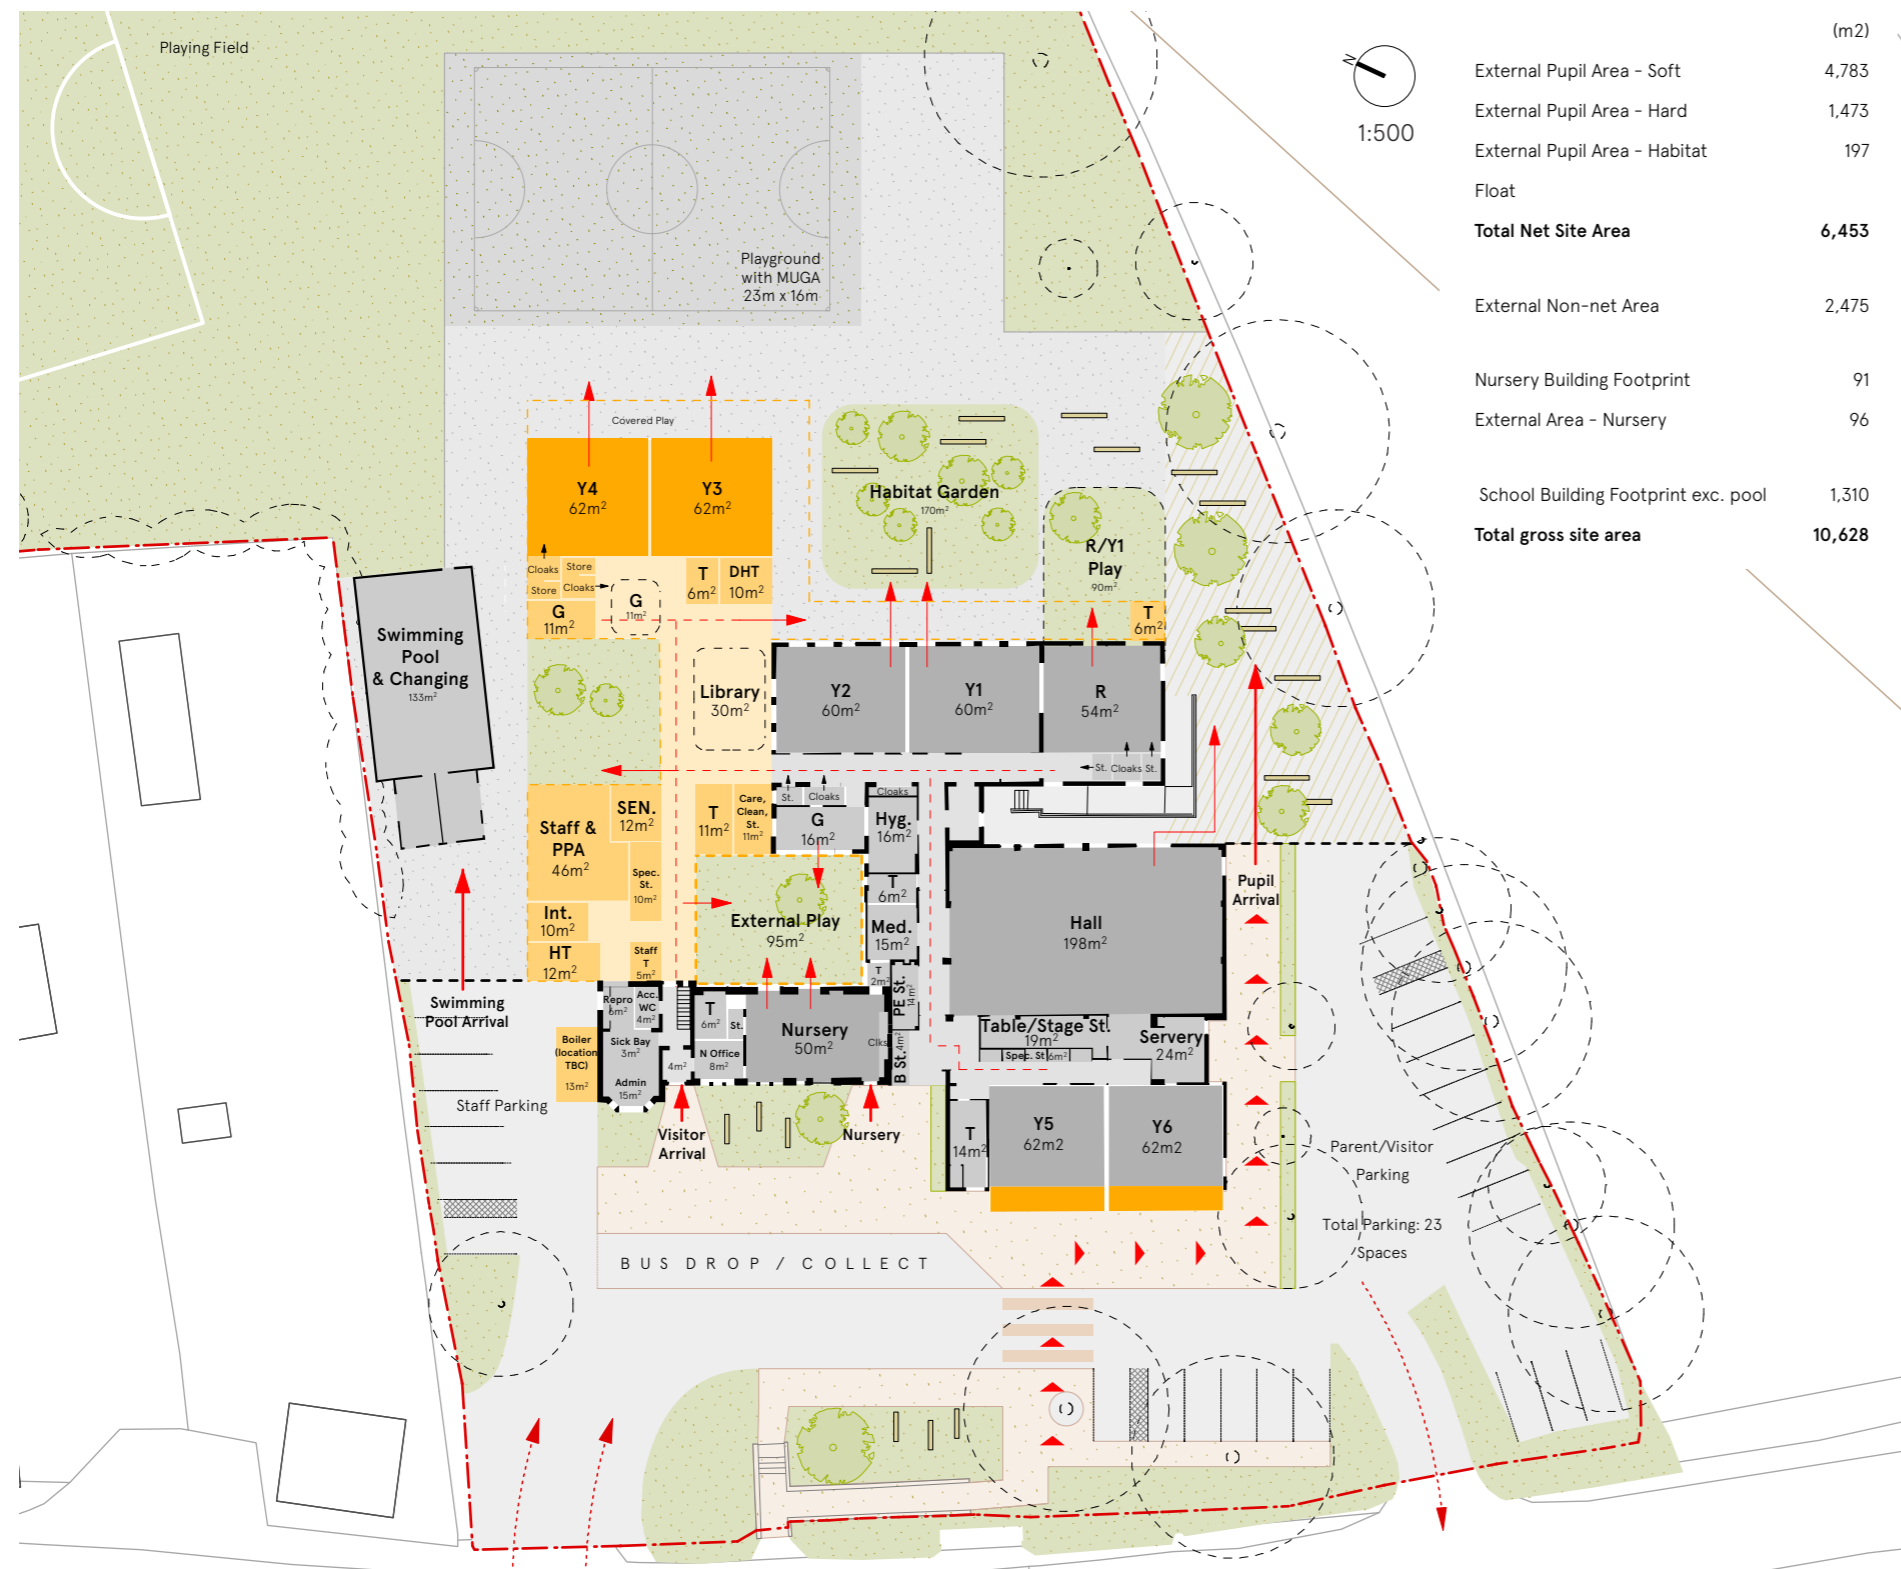 Playing Field
N
1:500
(m2)
External Pupil Area - Soft 4,783
External Pupil Area - Hard 1,473
External Pupil Area - Habitat 197
Float
Total Net Site Area 6,453
External Non-net Area 2,475
Nursery Building Footprint 91
External Area - Nursery 96
School Building Footprint exc. pool 1,310
Total gross site area 10,628
Playground
with MUGA
23m x 16m
Covered Play
Y4
62m²
Y3
62m²
Habitat Garden
170m²
R/Y1
Play
90m²
Cloaks
Store
Store
Cloaks
G
11m²
G
11m²
T
6m²
DHT
10m²
T
6m²
Swimming
Pool
& Changing
133m²
Library
30m²
Y2
60m²
Y1
60m²
R
54m²
St.
Cloaks
St.
St.
Cloaks
Cloaks
Staff &
PPA
46m²
SEN.
12m²
T
11m²
Care,
Clean,
St.
11m²
G
16m²
Hyg.
16m²
Spec.
St.
10m²
T
6m²
Int.
10m²
External Play
95m²
Med.
15m²
Hall
198m²
Pupil
Arrival
HT
12m²
Staff
T
5m²
T
2m²
PE St.
14m²
Swimming
Pool Arrival
Repro
6m²
Acc.
WC
4m²
T
6m²
St.
Nursery
50m²
Clks
B St.
4m²
Table/Stage St.
19m²
Spec. St.
6m²
Servery
24m²
Boiler
(location
TBC)
13m²
Sick Bay
3m²
Admin
15m²
4m²
N Office
8m²
Staff Parking
Visitor
Arrival
Nursery
T
14m²
Y5
62m2
Y6
62m2
Parent/Visitor
Parking
Total Parking: 23
Spaces
BUS DROP / COLLECT